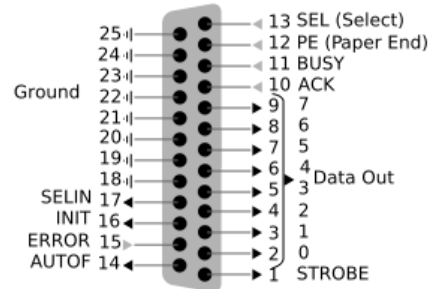 25
24
23
22
21
20
19
18
Ground
SELIN 17
INIT 16
ERROR 15
AUTOF 14
13 SEL (Select)
12 PE (Paper End)
11 BUSY
10 ACK
9 7
8 6
7 5
6 4
5 3
4 2
3 1
2 0
Data Out
1 STROBE